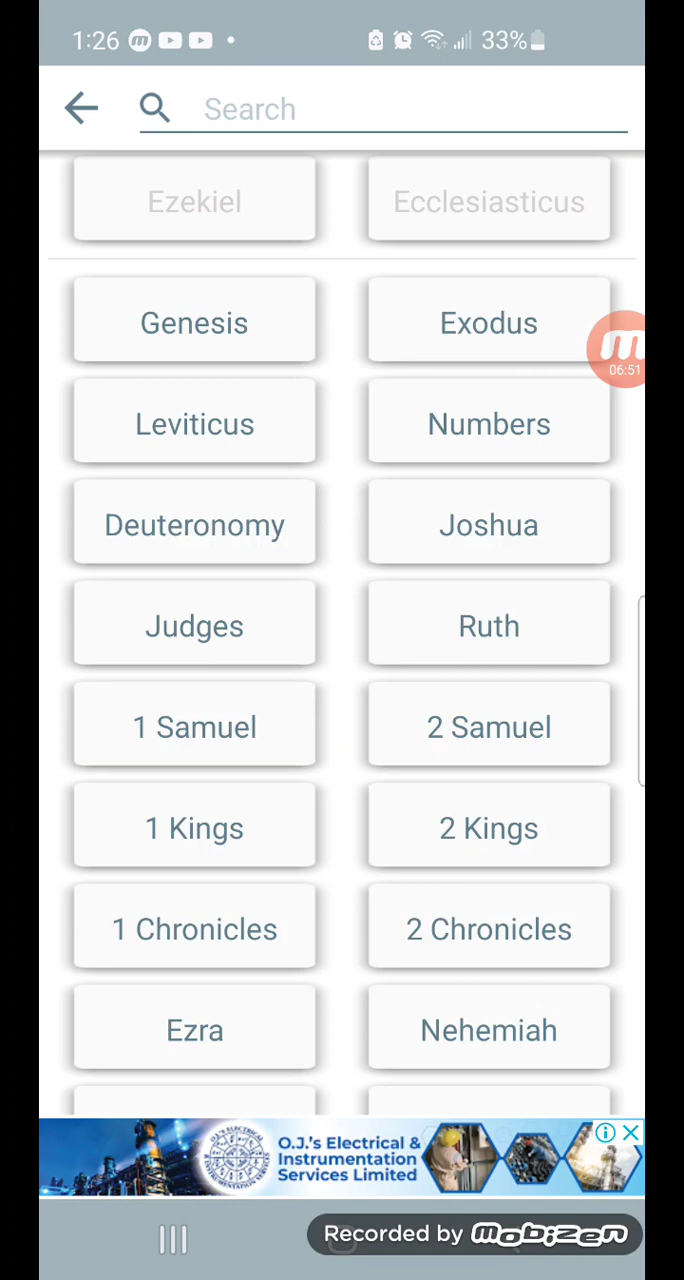 1:26 33%
Search
Ezekiel Ecclesiasticus
Genesis Exodus
06:51
Leviticus Numbers
Deuteronomy Joshua
Judges Ruth
1 Samuel 2 Samuel
1 Kings 2 Kings
1 Chronicles 2 Chronicles
Ezra Nehemiah
O.J.'s Electrical &
Instrumentation
Services Limited
Recorded by mobizen